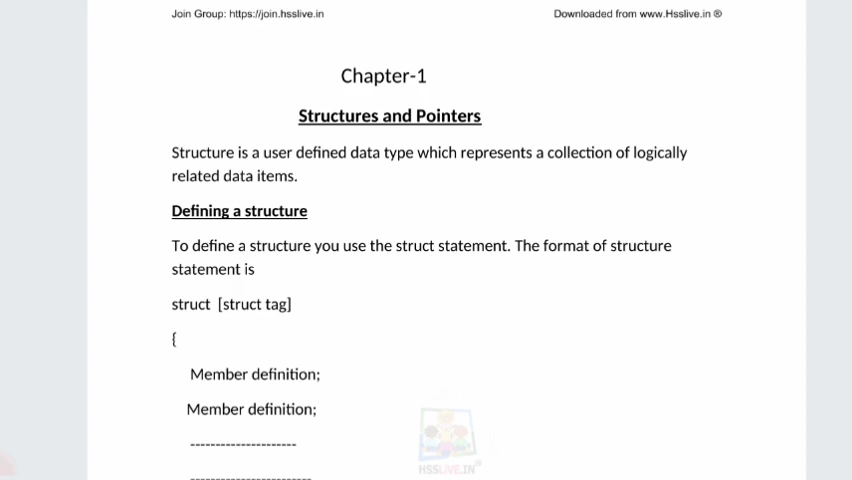 Join Group: https://join.hsslive.in Downloaded from www.Hsslive.in ®
Chapter-1
Structures and Pointers
Structure is a user defined data type which represents a collection of logically
related data items.
Defining a structure
To define a structure you use the struct statement. The format of structure
statement is
struct [struct tag]
{
Member definition;
Member definition;
---------------------
------------------------
HSSLIVE.IN®